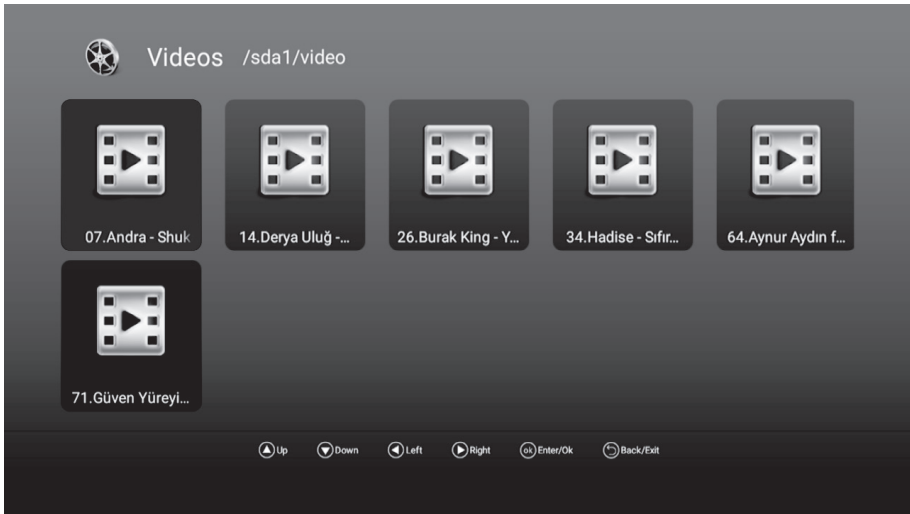 Videos /sda1/video
07.Andra - Shuk
14.Derya Uluğ -...
26.Burak King - Y...
34.Hadise - Sıfır...
64.Aynur Aydın f...
71.Güven Yüreyi...
Up Down Left Right ok Enter/Ok Back/Exit